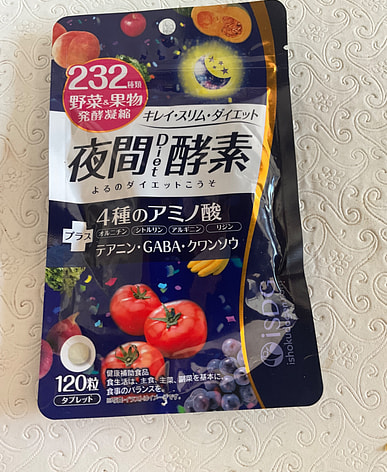 232種類
野菜&果物
発酵凝縮
キレイ・スリム・ダイエット
夜間Diet酵素
よるのダイエットこうそ
プラス
4種のアミノ酸
オルニチン シトルリン アルギニン リジン
テアニン・GABA・クワンソウ
isDG
120粒
タブレット
健康補助食品
食生活は、主食、主菜、副菜を基本に、
食事のバランスを。